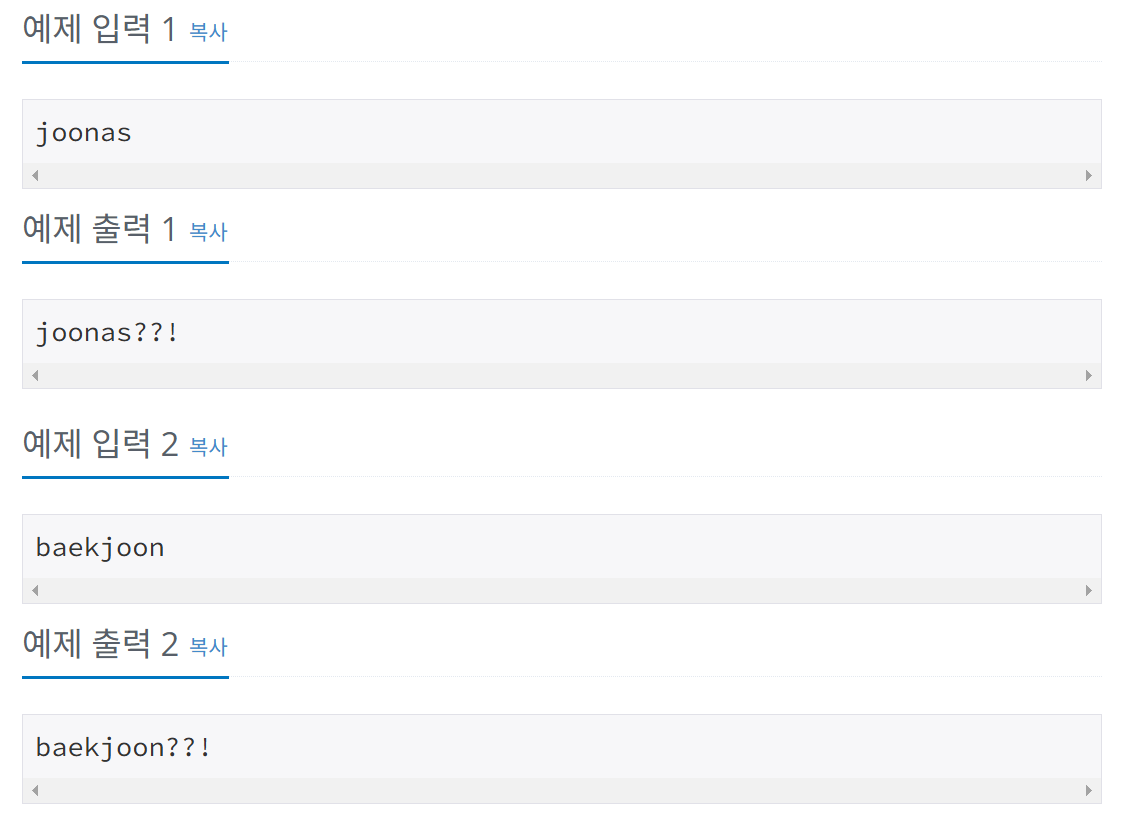 예제 입력 1 복사
joonas
예제 출력 1 복사
joonas??!
예제 입력 2 복사
baekjoon
예제 출력 2 복사
baekjoon??!